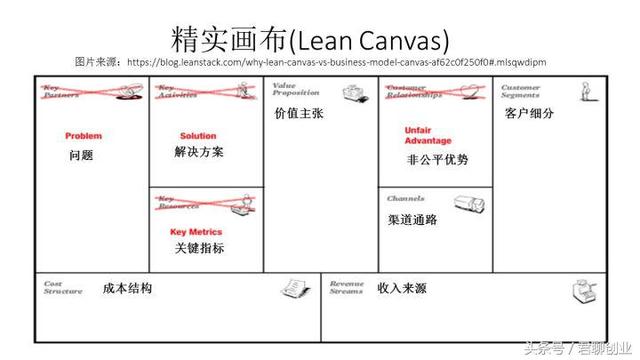 精实画布(Lean Canvas)
图片来源：https://blog.leanstack.com/why-lean-canvas-vs-business-model-canvas-af62c0f250f0#.mlsqwdipm
Key
Partners
Problem
问题
Key
Activities
Solution
解决方案
Key
Resources
Key Metrics
关键指标
Value
Proposition
价值主张
Customer
Relationships
Unfair
Advantage
非公平优势
Channels
渠道通路
Customer
Segments
客户细分
Cost
Structure
成本结构
Revenue
Streams
收入来源
头条号／君聊创业